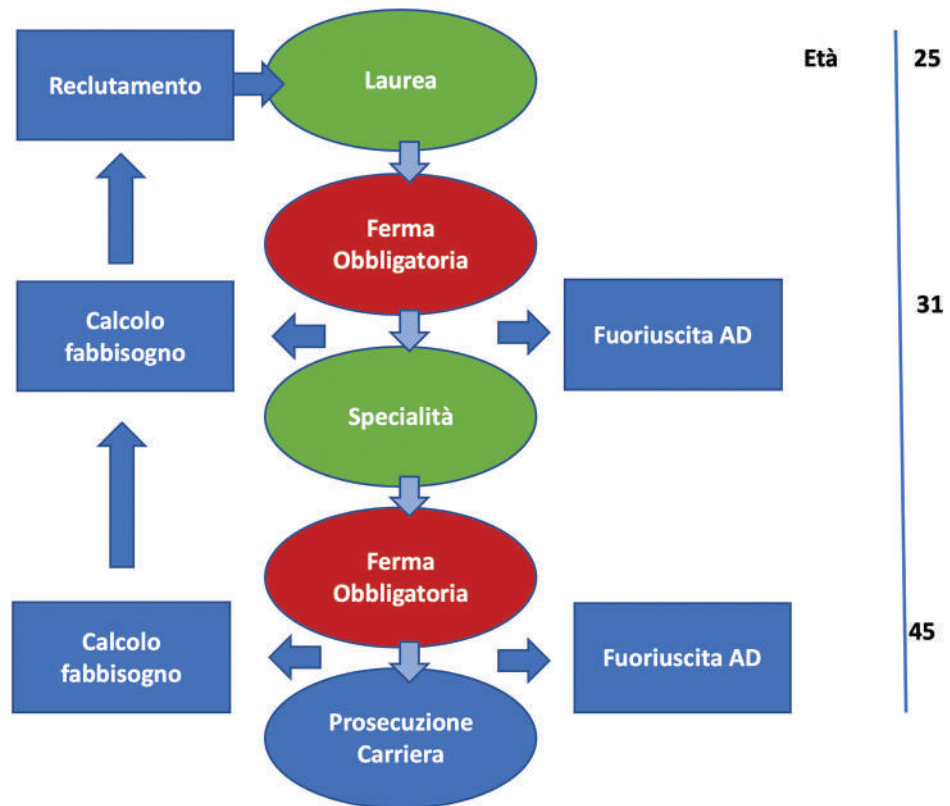 Reclutamento
Laurea
Età
25
Ferma
Obbligatoria
Calcolo
fabbisogno
Fuoriuscita AD
31
Specialità
Ferma
Obbligatoria
Calcolo
fabbisogno
Fuoriuscita AD
45
Prosecuzione
Carriera